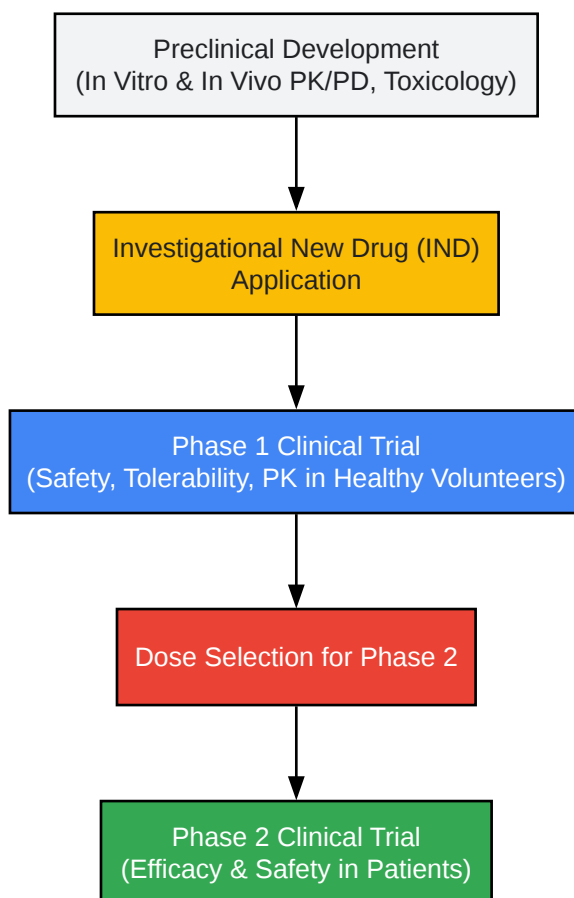 Preclinical Development
(In Vitro & In Vivo PK/PD, Toxicology)
Investigational New Drug (IND)
Application
Phase 1 Clinical Trial
(Safety, Tolerability, PK in Healthy Volunteers)
Dose Selection for Phase 2
Phase 2 Clinical Trial
(Efficacy & Safety in Patients)